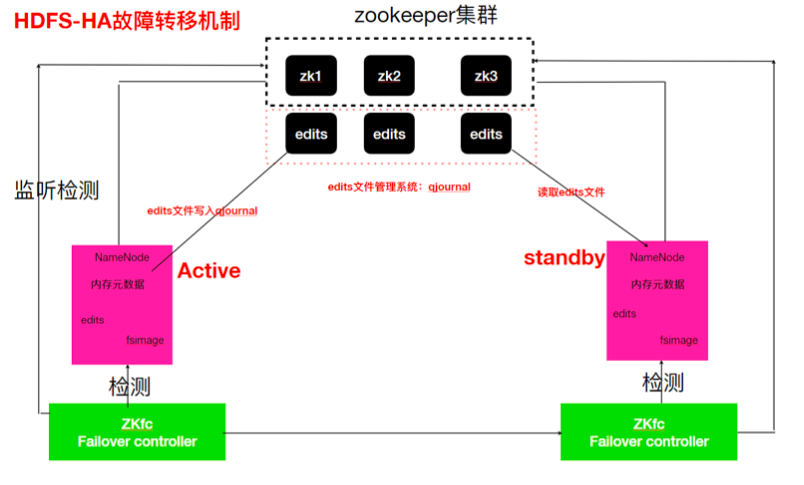 HDFS-HA故障转移机制
zookeeper集群
zk1
zk2
zk3
edits
edits
edits
监听检测
edits文件管理系统：qjournal
读取edits文件
edits文件写入qjournal
NameNode
内存元数据
edits
fsimage
Active
standby
NameNode
内存元数据
edits
fsimage
检测
检测
ZKfc
Failover controller
ZKfc
Failover controller